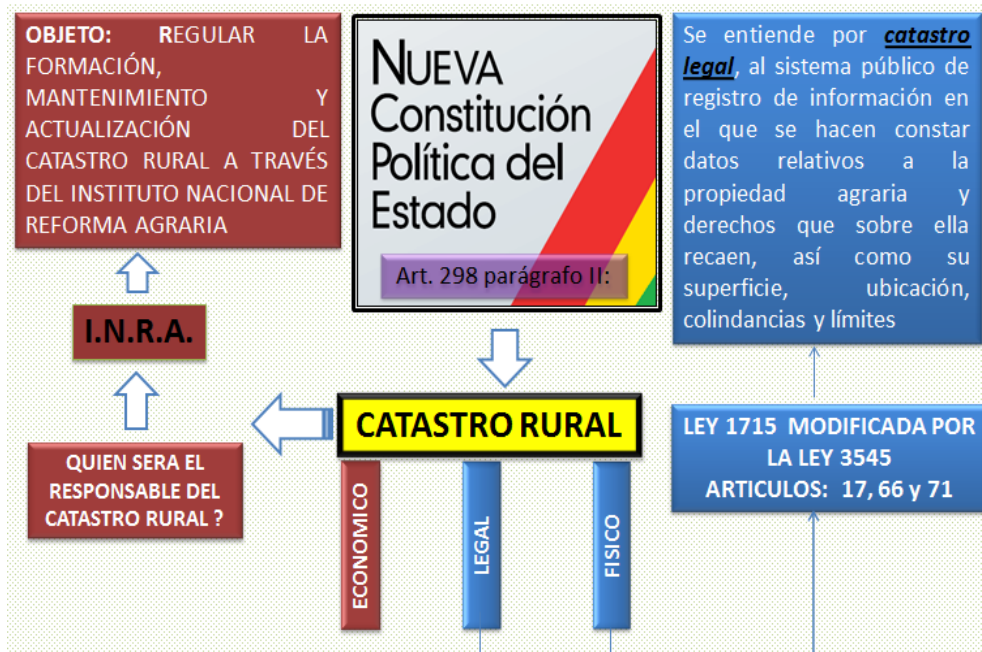 OBJETO: REGULAR LA
FORMACIÓN,
MANTENIMIENTO Y
ACTUALIZACIÓN DEL
CATASTRO RURAL A TRAVÉS
DEL INSTITUTO NACIONAL DE
REFORMA AGRARIA
NUEVA
Constitución
Política del
Estado
Art. 298 parágrafo II:
Se entiende por catastro
legal, al sistema público de
registro de información en
el que se hacen constar
datos relativos a la
propiedad agraria y
derechos que sobre ella
recaen, así como su
superficie, ubicación,
colindancias y límites
I.N.R.A.
CATASTRO RURAL
QUIEN SERA EL
RESPONSABLE DEL
CATASTRO RURAL ?
LEY 1715 MODIFICADA POR
LA LEY 3545
ARTICULOS: 17, 66 y 71
ECONOMICO
LEGAL
FISICO